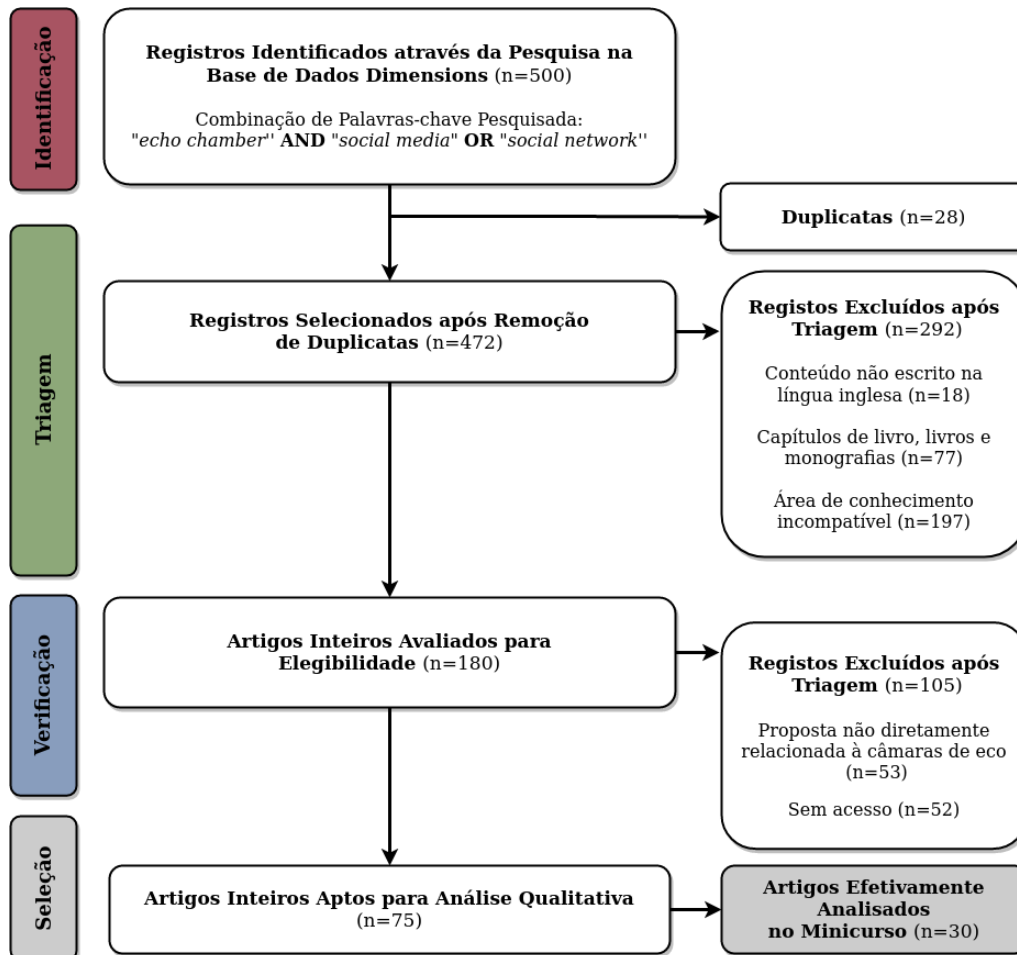 Identificação
Registros Identificados através da Pesquisa na
Base de Dados Dimensions (n=500)
Combinação de Palavras-chave Pesquisada:
"echo chamber'' AND "social media" OR "social network''
Duplicatas (n=28)
Triagem
Registros Selecionados após Remoção
de Duplicatas (n=472)
Registos Excluídos após
Triagem (n=292)
Conteúdo não escrito na
língua inglesa (n=18)
Capítulos de livro, livros e
monografias (n=77)
Área de conhecimento
incompatível (n=197)
Verificação
Artigos Inteiros Avaliados para
Elegibilidade (n=180)
Registos Excluídos após
Triagem (n=105)
Proposta não diretamente
relacionada à câmaras de eco
(n=53)
Sem acesso (n=52)
Seleção
Artigos Inteiros Aptos para Análise Qualitativa
(n=75)
Artigos Efetivamente
Analisados
no Minicurso (n=30)